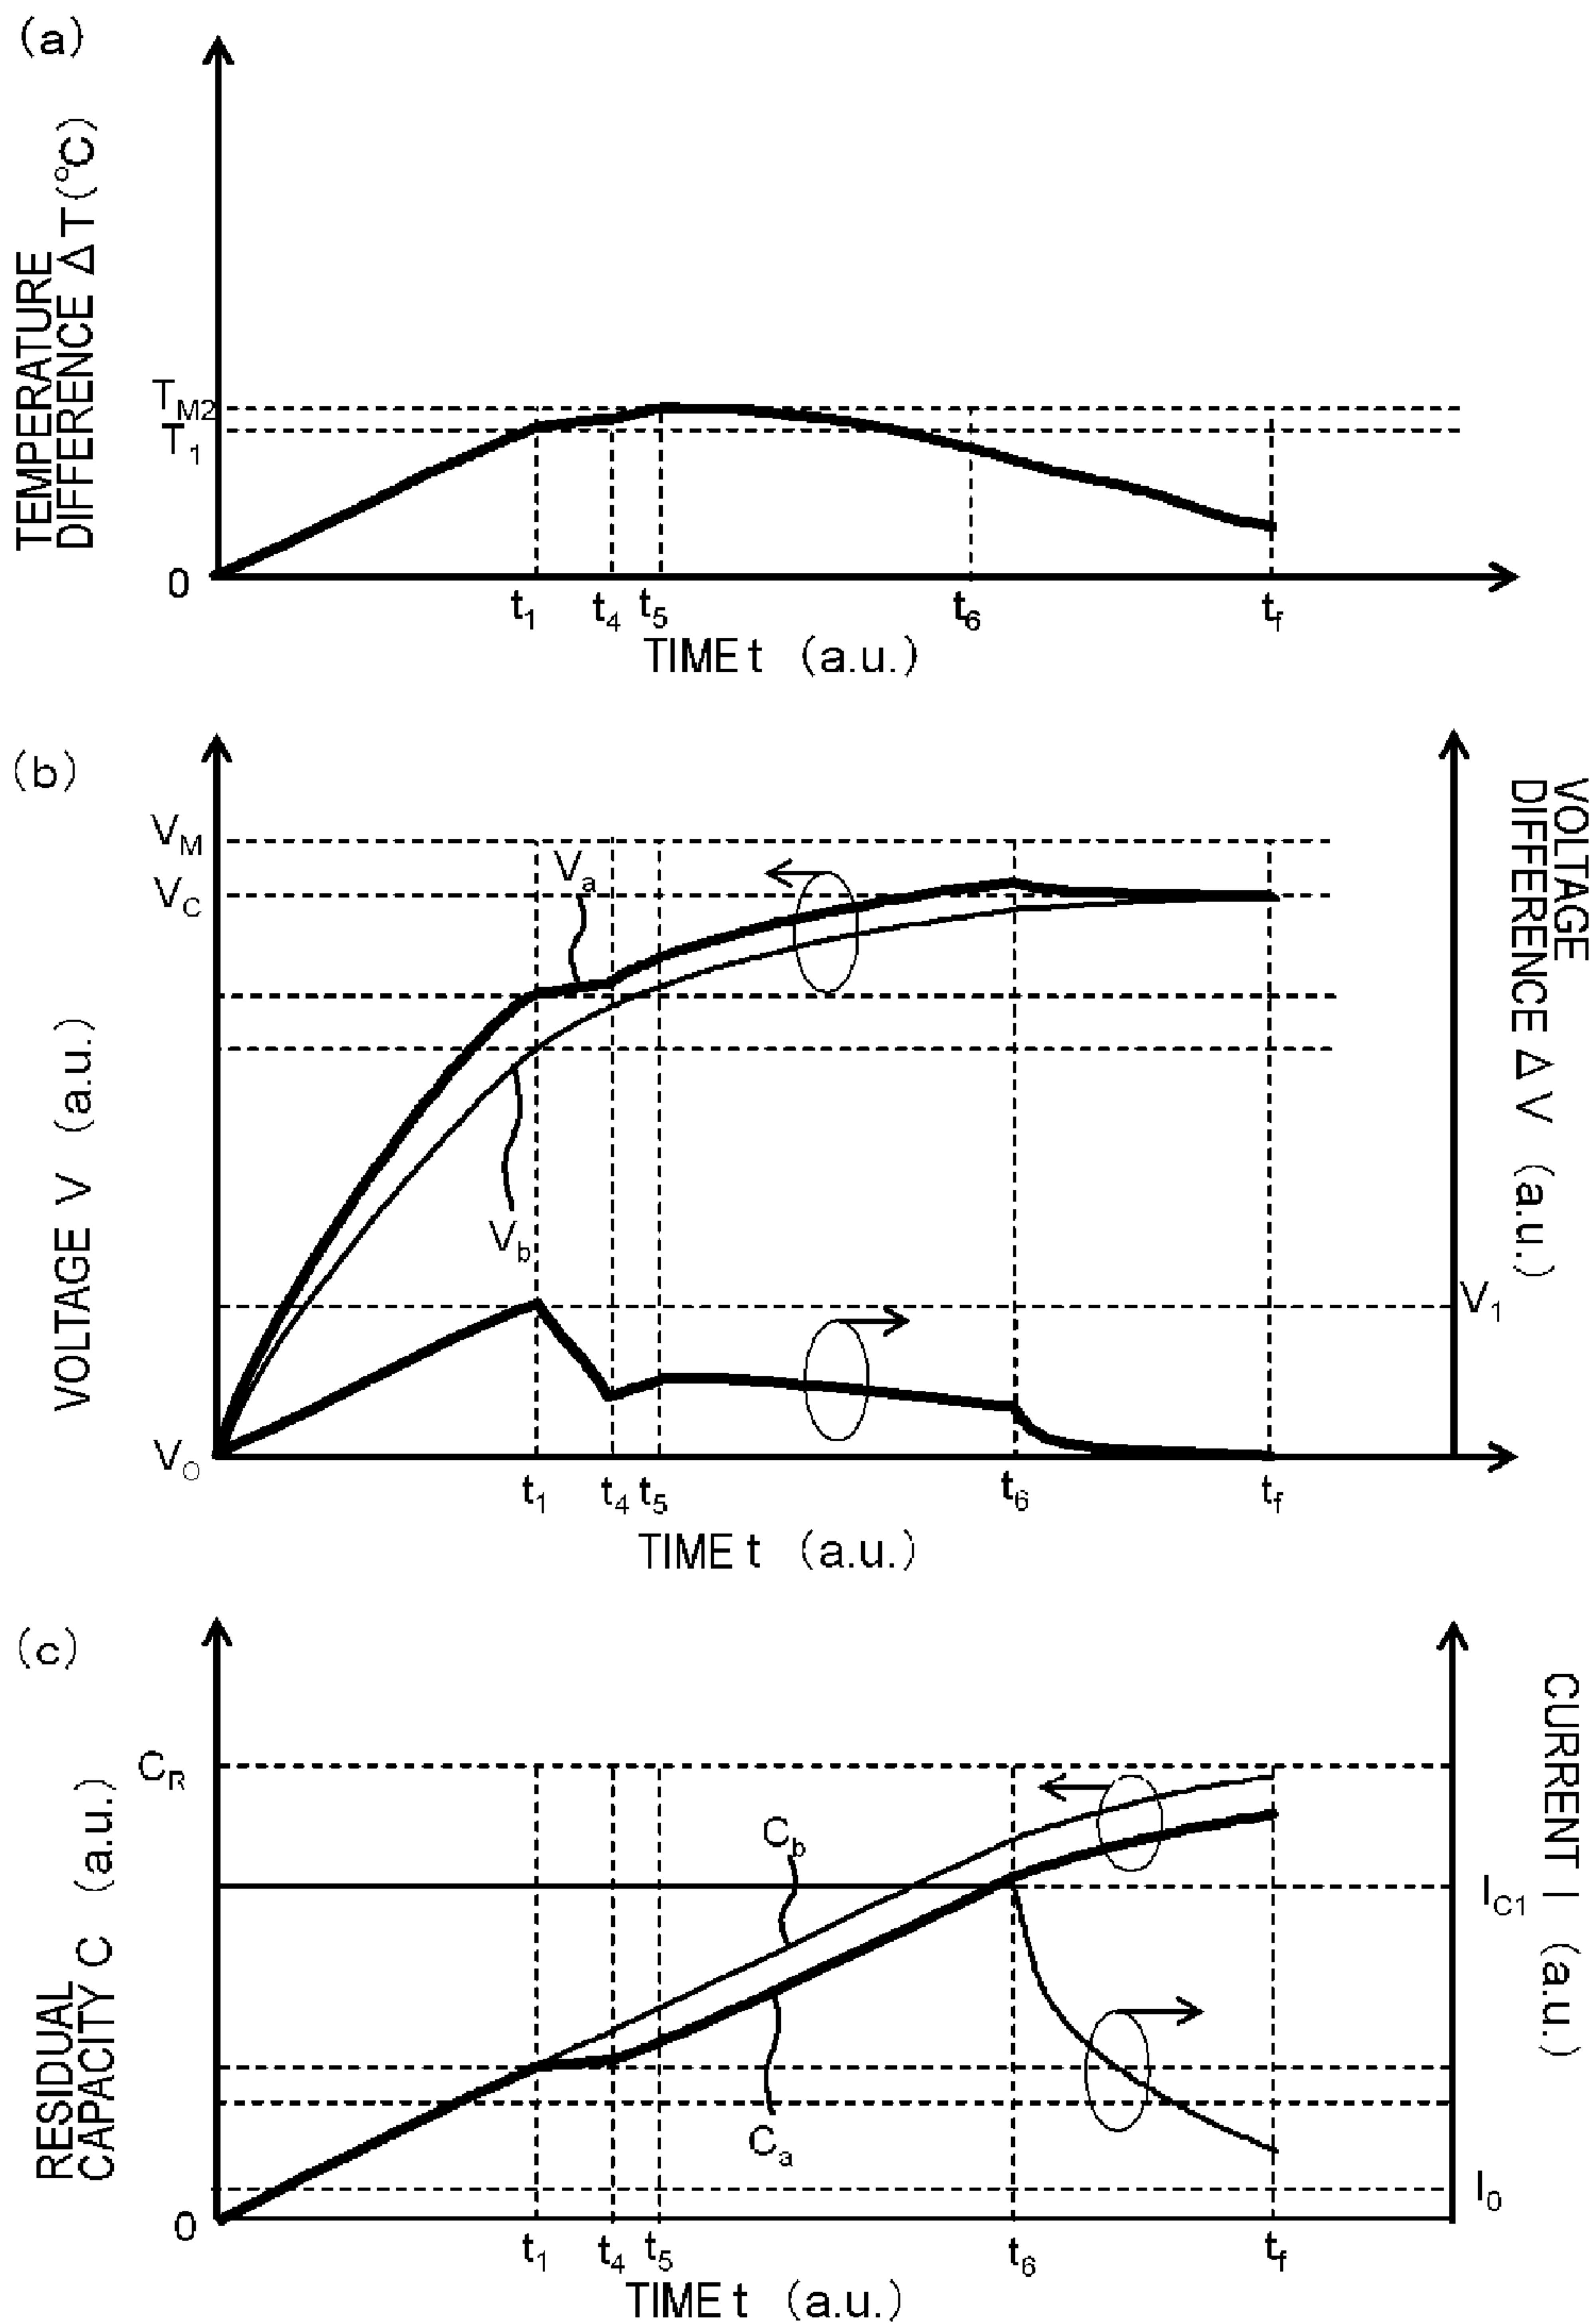 (a)
TEMPERATURE
DIFFERENCE ΔT(℃)
T_M2
T_1
0
t_1 t_4 t_5 t_6 t_f
TIME t (a.u.)
(b)
VOLTAGE V (a.u.)
VOLTAGE
DIFFERENCE ΔV (a.u.)
V_M
V_a
V_C
V_b
V_1
V_O
t_1 t_4 t_5 t_6 t_f
TIME t (a.u.)
(c)
RESIDUAL
CAPACITY C (a.u.)
CURRENT I (a.u.)
C_R
C_b
I_C1
C_a
I_0
0
t_1 t_4 t_5 t_6 t_f
TIME t (a.u.)